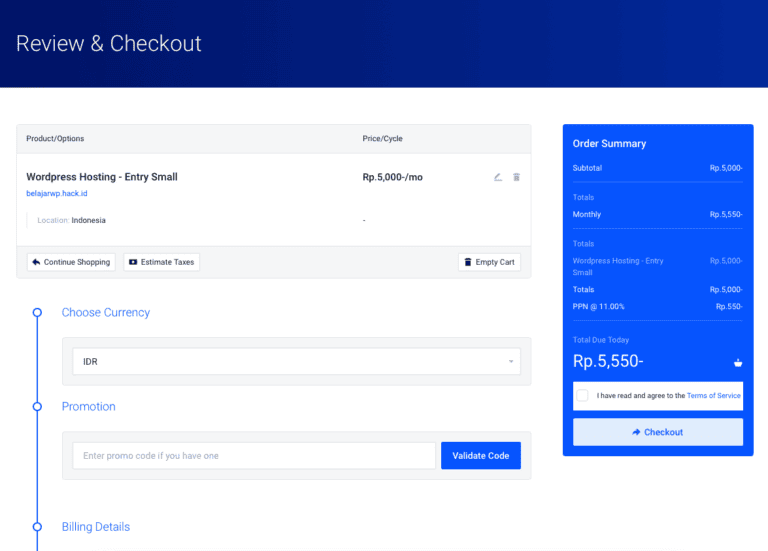 Review & Checkout
Product/Options Price/Cycle
Wordpress Hosting - Entry Small Rp.5,000-/mo
belajarwp.hack.id
Location: Indonesia -
Continue Shopping Estimate Taxes Empty Cart
Choose Currency
IDR
Promotion
Enter promo code if you have one Validate Code
Billing Details
Order Summary
Subtotal Rp.5,000-
Totals
Monthly Rp.5,550-
Totals
Wordpress Hosting - Entry Rp.5,000-
Small
Totals Rp.5,000-
PPN @ 11.00% Rp.550-
Total Due Today
Rp.5,550-
I have read and agree to the Terms of Service
Checkout